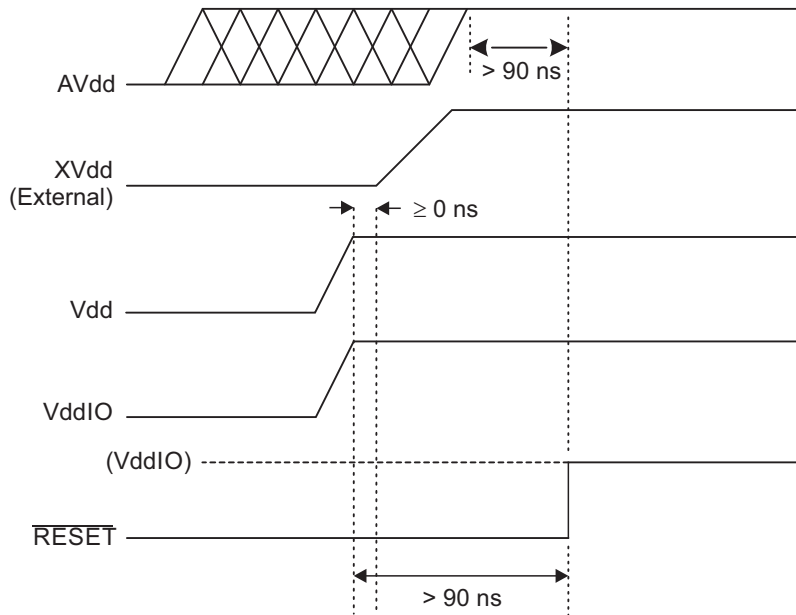 AVdd
> 90 ns
XVdd
(External)
≥ 0 ns
Vdd
VddIO
(VddIO)
RESET
> 90 ns